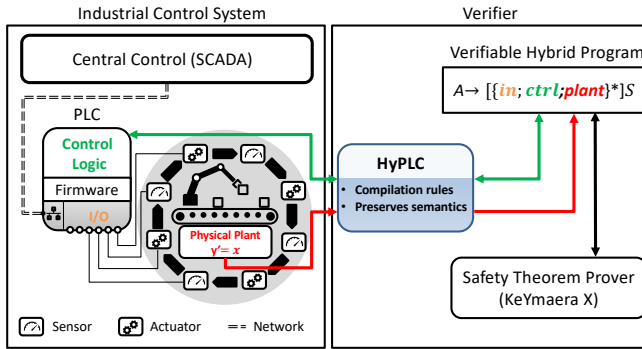 Industrial Control System
Verifier
Central Control (SCADA)
PLC
Control
Logic
Firmware
I/O
Physical Plant
y'= x
Sensor
Actuator
Network
HyPLC
• Compilation rules
• Preserves semantics
Verifiable Hybrid Program
A→ [{in; ctrl;plant}*]S
Safety Theorem Prover
(KeYmaera X)